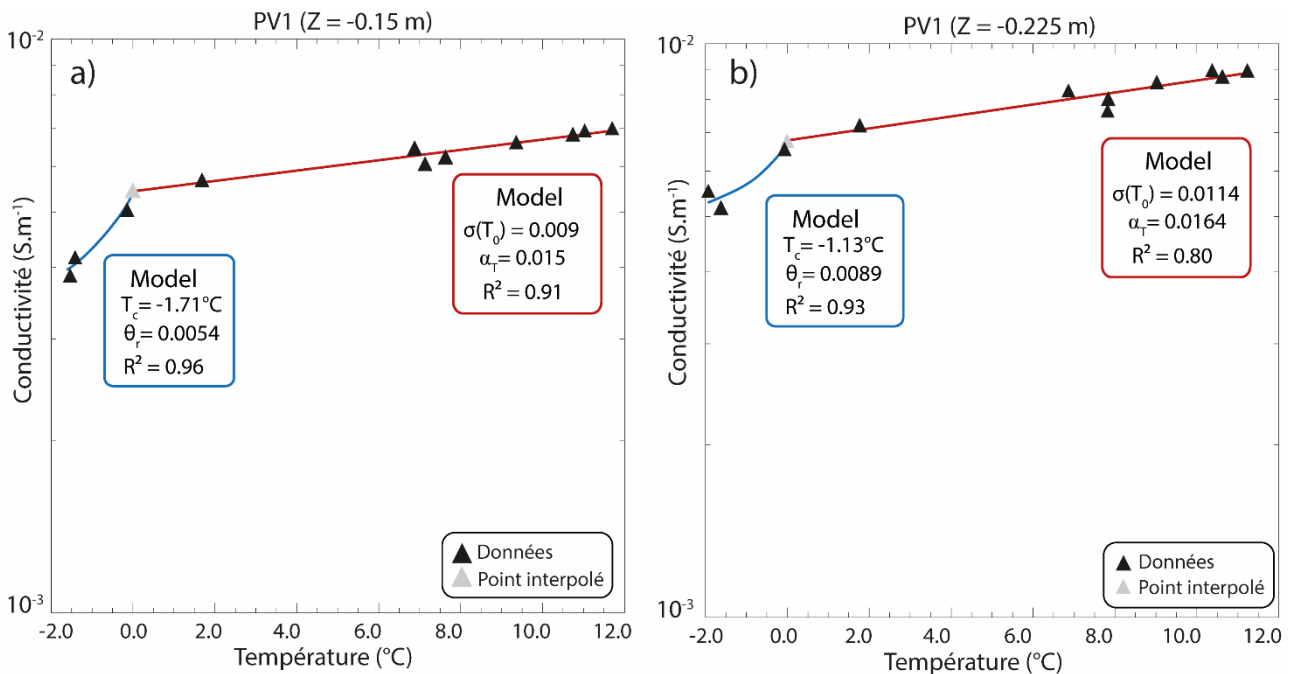 PV1 (Z = -0.15 m)
10⁻²
a)
Conductivité (S.m⁻¹)
Model
T_c= -1.71°C
θ_r= 0.0054
R² = 0.96
Model
σ(T₀) = 0.009
α_T= 0.015
R² = 0.91
Données
Point interpolé
10⁻³
-2.0 0.0 2.0 4.0 6.0 8.0 10.0 12.0
Température (°C)
PV1 (Z = -0.225 m)
10⁻²
b)
Conductivité (S.m⁻¹)
Model
T_c= -1.13°C
θ_r= 0.0089
R² = 0.93
Model
σ(T₀) = 0.0114
α_T= 0.0164
R² = 0.80
Données
Point interpolé
10⁻³
-2.0 0.0 2.0 4.0 6.0 8.0 10.0 12.0
Température (°C)